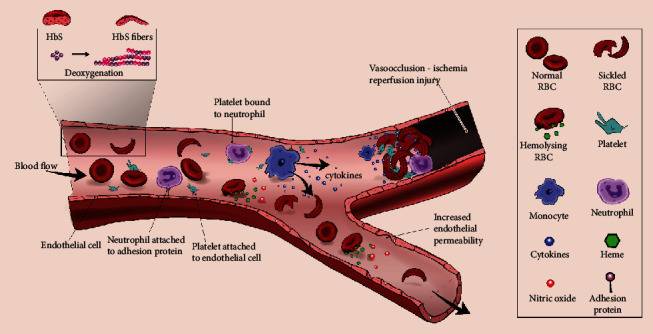 HbS
HbS fibers
Deoxygenation
Vasoocclusion - ischemia
reperfusion injury
Platelet bound
to neutrophil
Blood flow
cytokines
Endothelial cell
Neutrophil attached
to adhesion protein
Platelet attached
to endothelial cell
Increased
endothelial
permeability
Normal
RBC
Sickled
RBC
Hemolysing
RBC
Platelet
Monocyte
Neutrophil
Cytokines
Heme
Nitric oxide
Adhesion
protein